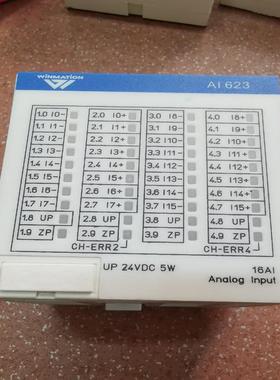 WINMATION
AI 623
1.0 I0- 2.0 I0+ 3.0 I8- 4.0 I8+
1.1 I1- 2.1 I1+ 3.1 I9- 4.1 I9+
1.2 I2- 2.2 I2+ 3.2 I10- 4.2 I10+
1.3 I3- 2.3 I3+ 3.3 I11- 4.3 I11+
1.4 I4- 2.4 I4+ 3.4 I12- 4.4 I12+
1.5 I5- 2.5 I5+ 3.5 I13- 4.5 I13+
1.6 I6- 2.6 I6+ 3.6 I14- 4.6 I14+
1.7 I7- 2.7 I7+ 3.7 I15- 4.7 I15+
1.8 UP 2.8 UP 3.8 UP 4.8 UP
1.9 ZP 2.9 ZP 3.9 ZP 4.9 ZP
CH-ERR2 CH-ERR4
UP 24VDC 5W
16AI
Analog Input